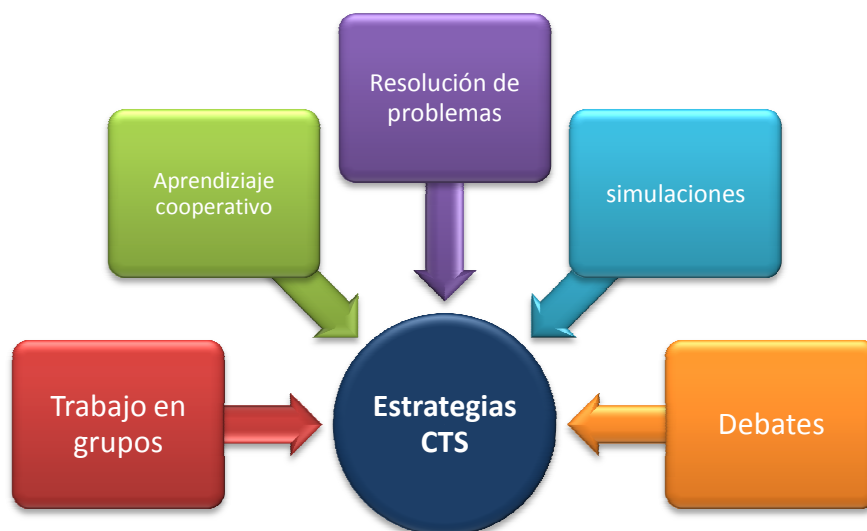 Resolución de
problemas
Aprendiziaje
cooperativo
simulaciones
Trabajo en
grupos
Estrategias
CTS
Debates